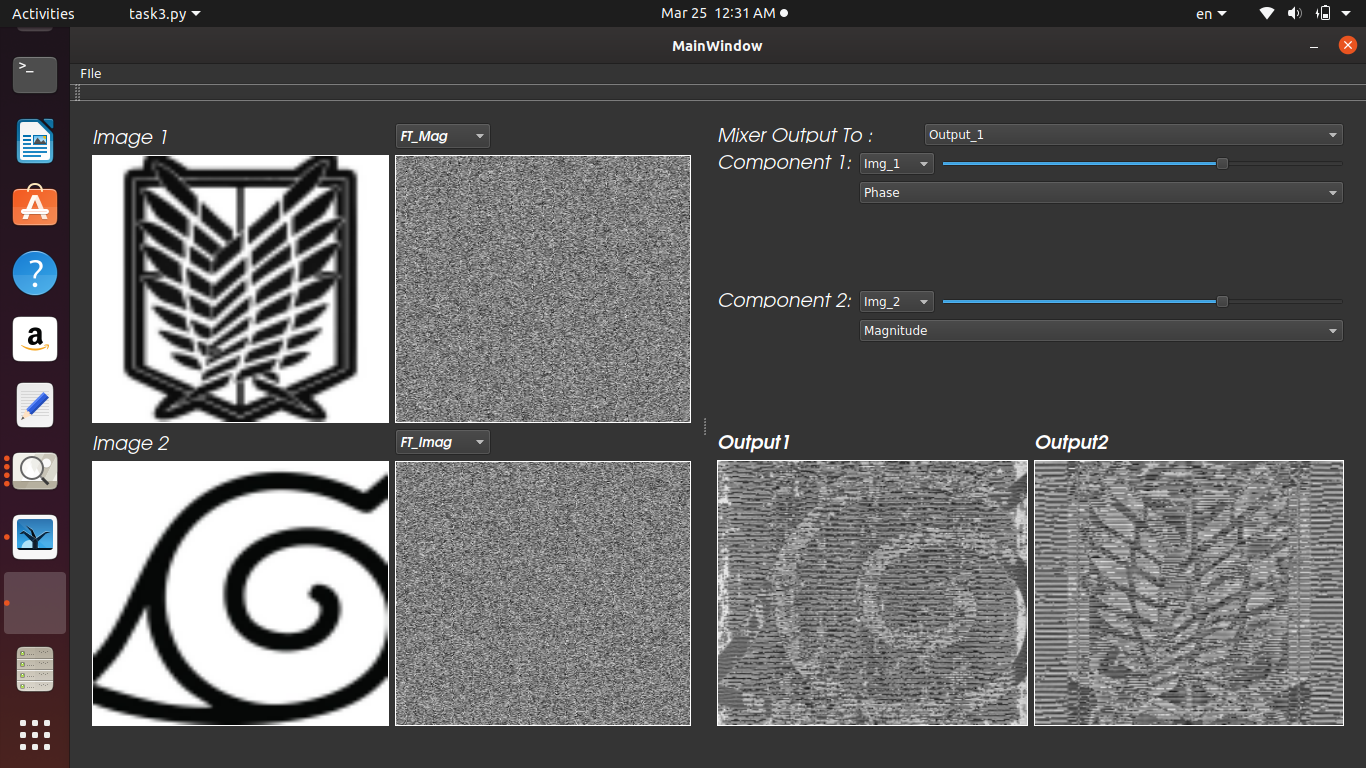 Activities task3.py Mar 25 12:31 AM en
MainWindow
FIle
Image 1 FT_Mag
Mixer Output To : Output_1
Component 1: Img_1
Phase
Component 2: Img_2
Magnitude
Image 2 FT_Imag
Output1 Output2